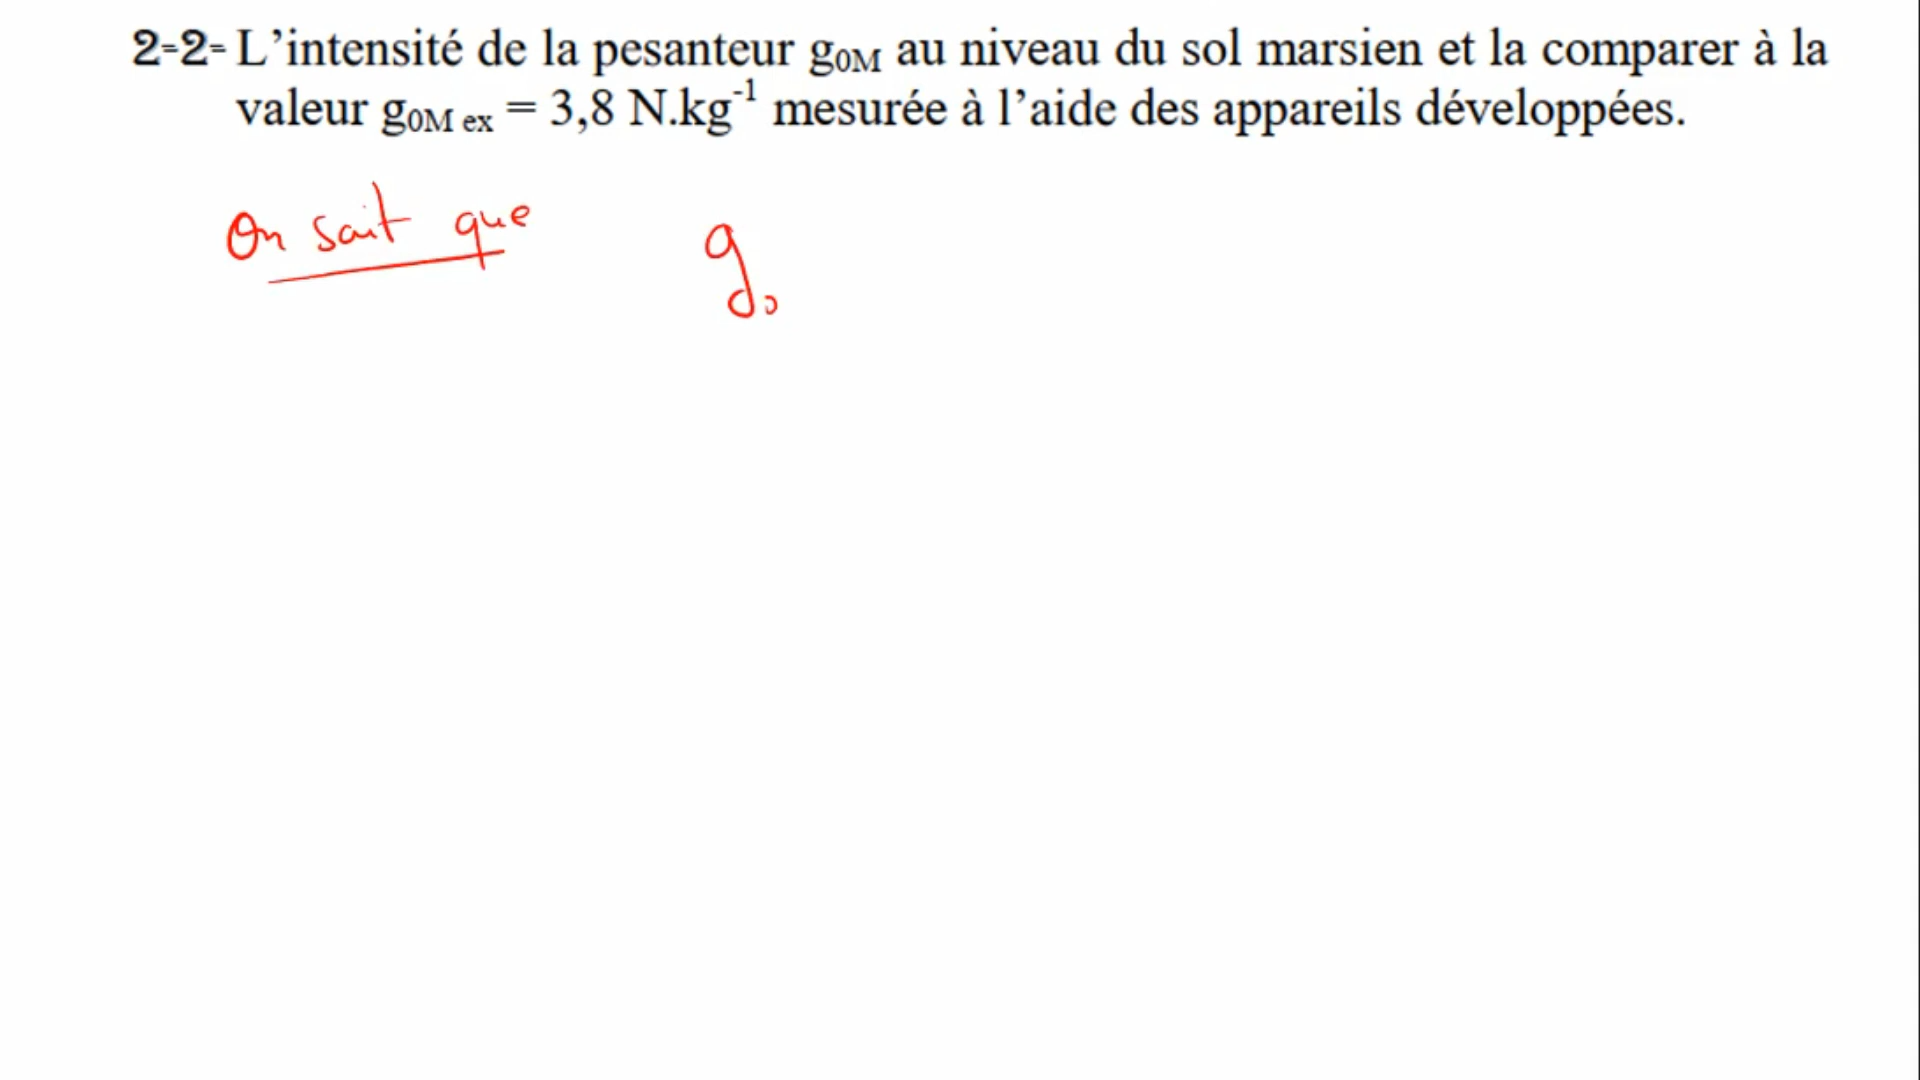 2-2- L’intensité de la pesanteur g0M au niveau du sol marsien et la comparer à la
valeur g0M ex = 3,8 N.kg-1 mesurée à l’aide des appareils développées.
On sait que g0